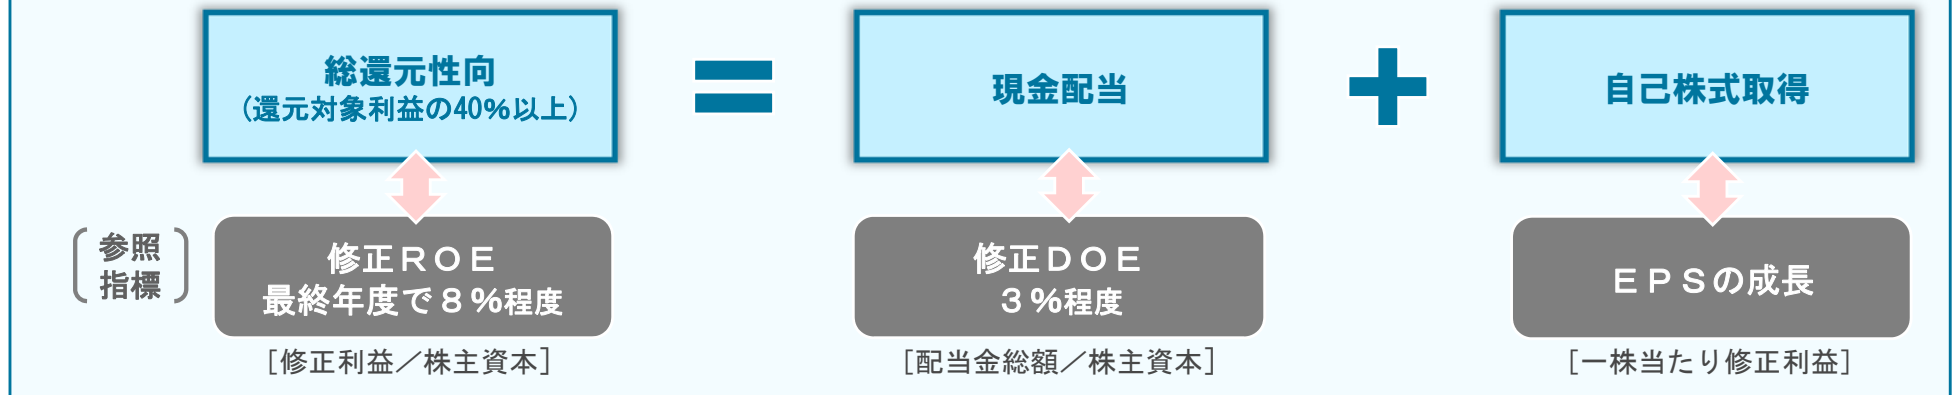 総還元性向
（還元対象利益の40％以上）
＝
現金配当
＋
自己株式取得
参照
指標
修正ＲＯＥ
最終年度で８％程度
［修正利益／株主資本］
修正ＤＯＥ
３％程度
［配当金総額／株主資本］
ＥＰＳの成長
［一株当たり修正利益］